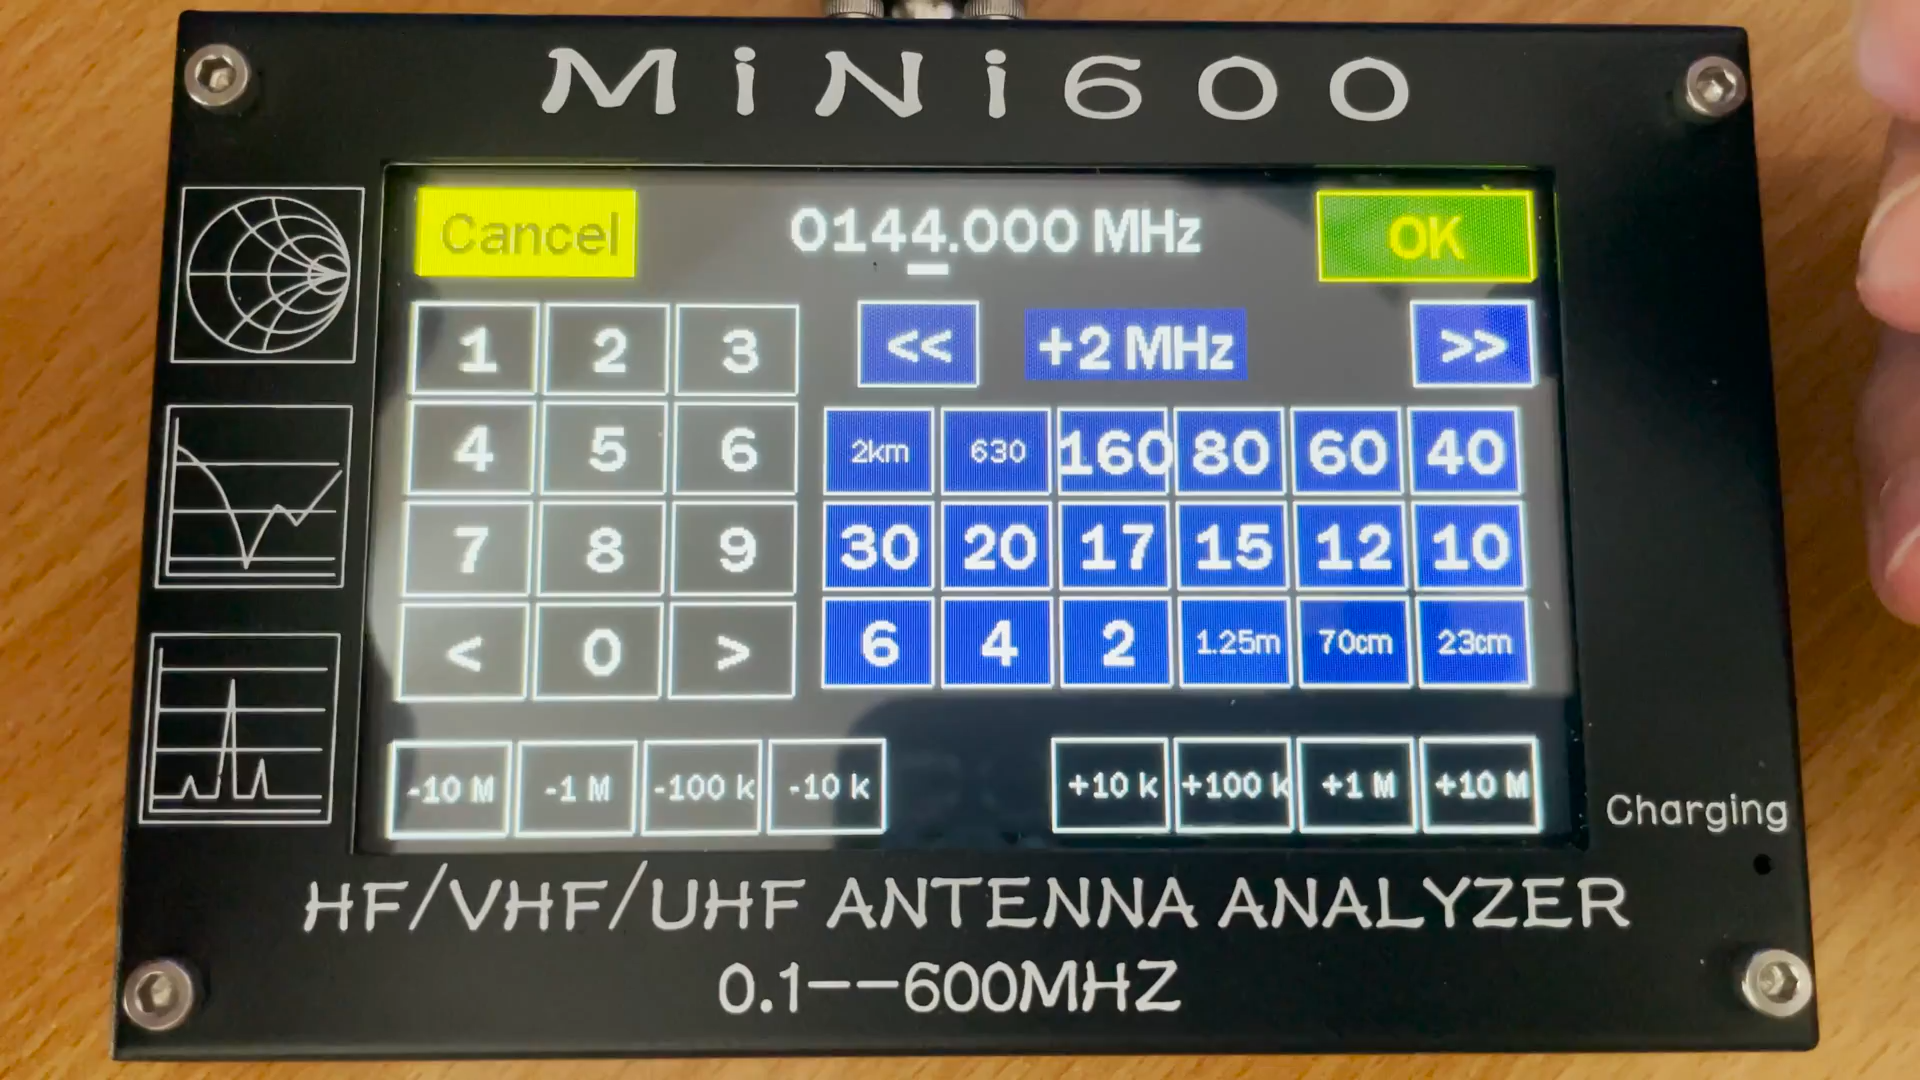 MiNi600
Cancel 0144.000 MHz OK
1 2 3 << +2 MHz >>
4 5 6 2km 630 160 80 60 40
7 8 9 30 20 17 15 12 10
< 0 > 6 4 2 1.25m 70cm 23cm
-10 M -1 M -100 k -10 k +10 k +100 k +1 M +10 M
Charging
HF/VHF/UHF ANTENNA ANALYZER
0.1--600MHZ